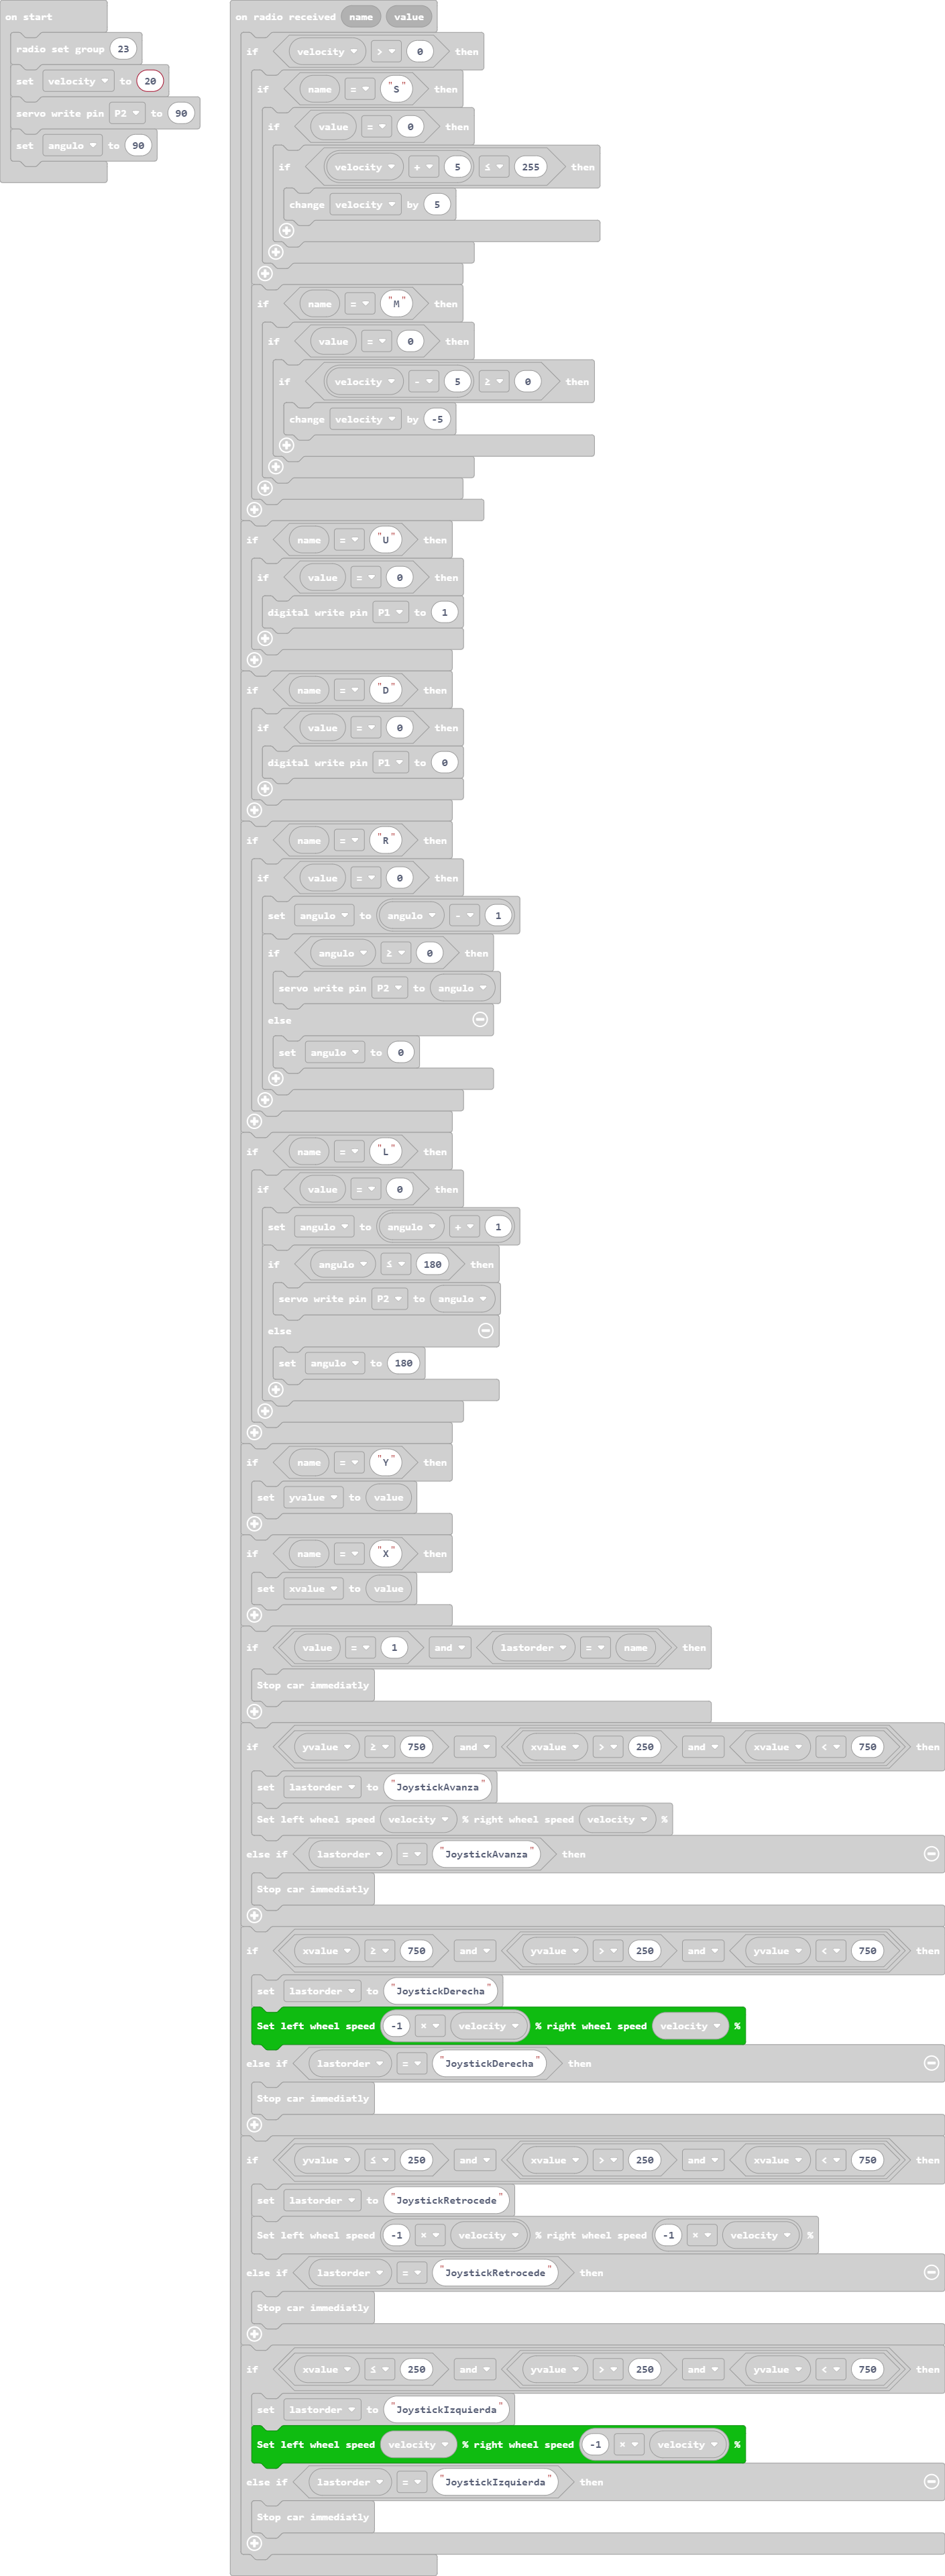 on start
radio set group 23
set velocity to 20
servo write pin P2 to 90
set angulo to 90
on radio received name value
if velocity > 0 then
if name = "S" then
if value = 0 then
if velocity + 5 ≤ 255 then
change velocity by 5
if name = "M" then
if value = 0 then
if velocity - 5 ≥ 0 then
change velocity by -5
if name = "U" then
if value = 0 then
digital write pin P1 to 1
if name = "D" then
if value = 0 then
digital write pin P1 to 0
if name = "R" then
if value = 0 then
set angulo to angulo - 1
if angulo ≥ 0 then
servo write pin P2 to angulo
else
set angulo to 0
if name = "L" then
if value = 0 then
set angulo to angulo + 1
if angulo ≤ 180 then
servo write pin P2 to angulo
else
set angulo to 180
if name = "Y" then
set yvalue to value
if name = "X" then
set xvalue to value
if value = 1 and lastorder = name then
Stop car immediatly
if yvalue ≥ 750 and xvalue > 250 and xvalue < 750 then
set lastorder to "JoystickAvanza"
Set left wheel speed velocity % right wheel speed velocity %
else if lastorder = "JoystickAvanza" then
Stop car immediatly
if xvalue ≥ 750 and yvalue > 250 and yvalue < 750 then
set lastorder to "JoystickDerecha"
Set left wheel speed -1 × velocity % right wheel speed velocity %
else if lastorder = "JoystickDerecha" then
Stop car immediatly
if yvalue ≤ 250 and xvalue > 250 and xvalue < 750 then
set lastorder to "JoystickRetrocede"
Set left wheel speed -1 × velocity % right wheel speed -1 × velocity %
else if lastorder = "JoystickRetrocede" then
Stop car immediatly
if xvalue ≤ 250 and yvalue > 250 and yvalue < 750 then
set lastorder to "JoystickIzquierda"
Set left wheel speed velocity % right wheel speed -1 × velocity %
else if lastorder = "JoystickIzquierda" then
Stop car immediatly